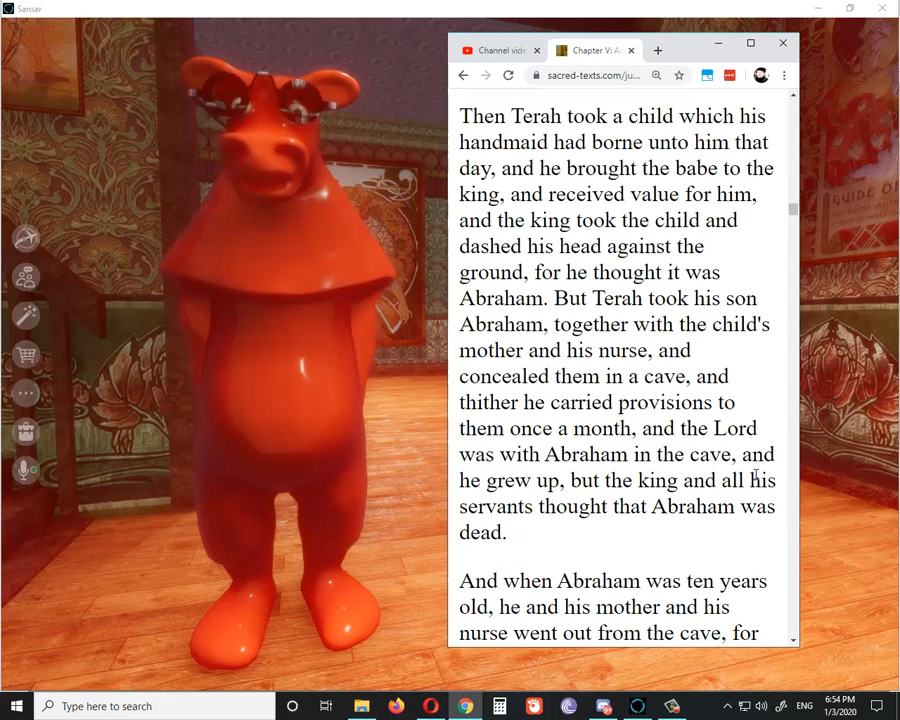 Sansar
Channel vide
Chapter V: A
sacred-texts.com/ju...
Then Terah took a child which his
handmaid had borne unto him that
day, and he brought the babe to the
king, and received value for him,
and the king took the child and
dashed his head against the
ground, for he thought it was
Abraham. But Terah took his son
Abraham, together with the child's
mother and his nurse, and
concealed them in a cave, and
thither he carried provisions to
them once a month, and the Lord
was with Abraham in the cave, and
he grew up, but the king and all his
servants thought that Abraham was
dead.
And when Abraham was ten years
old, he and his mother and his
nurse went out from the cave, for
GUIDE OF
Type here to search
ENG
6:54 PM
1/3/2020